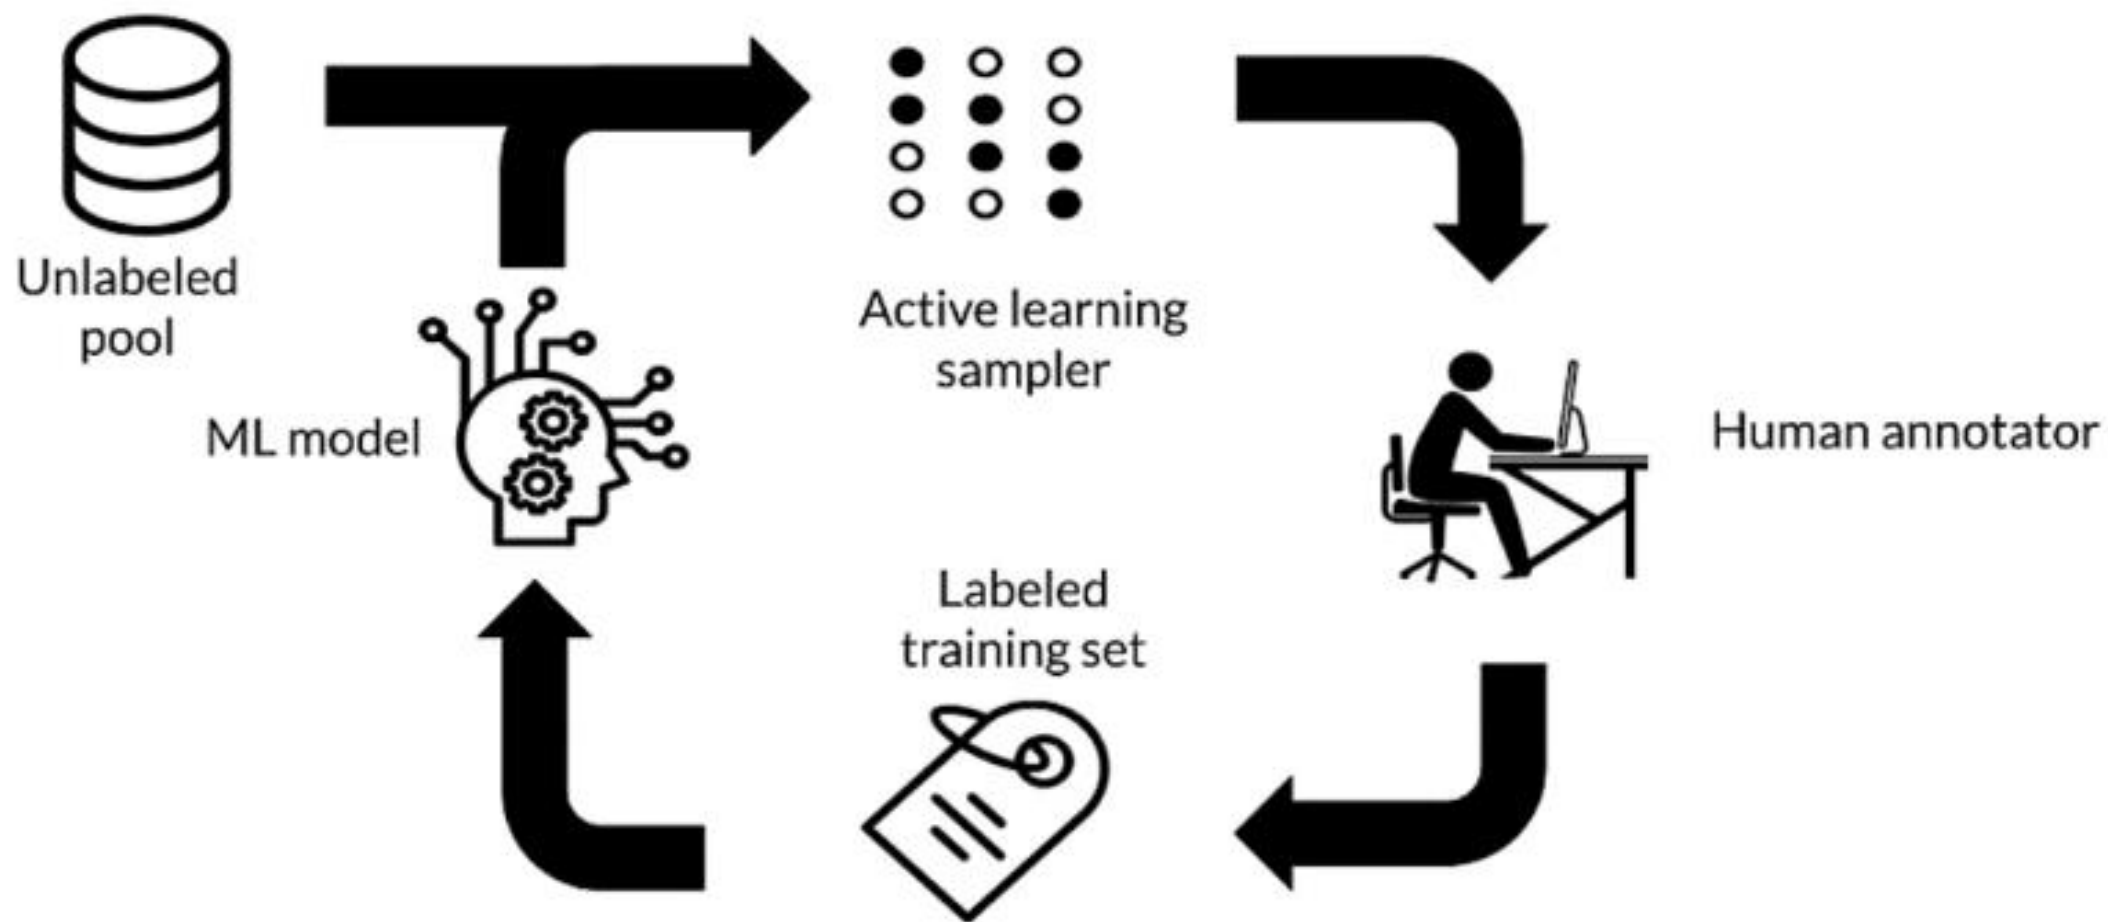 Unlabeled
pool
ML model
Active learning
sampler
Human annotator
Labeled
training set